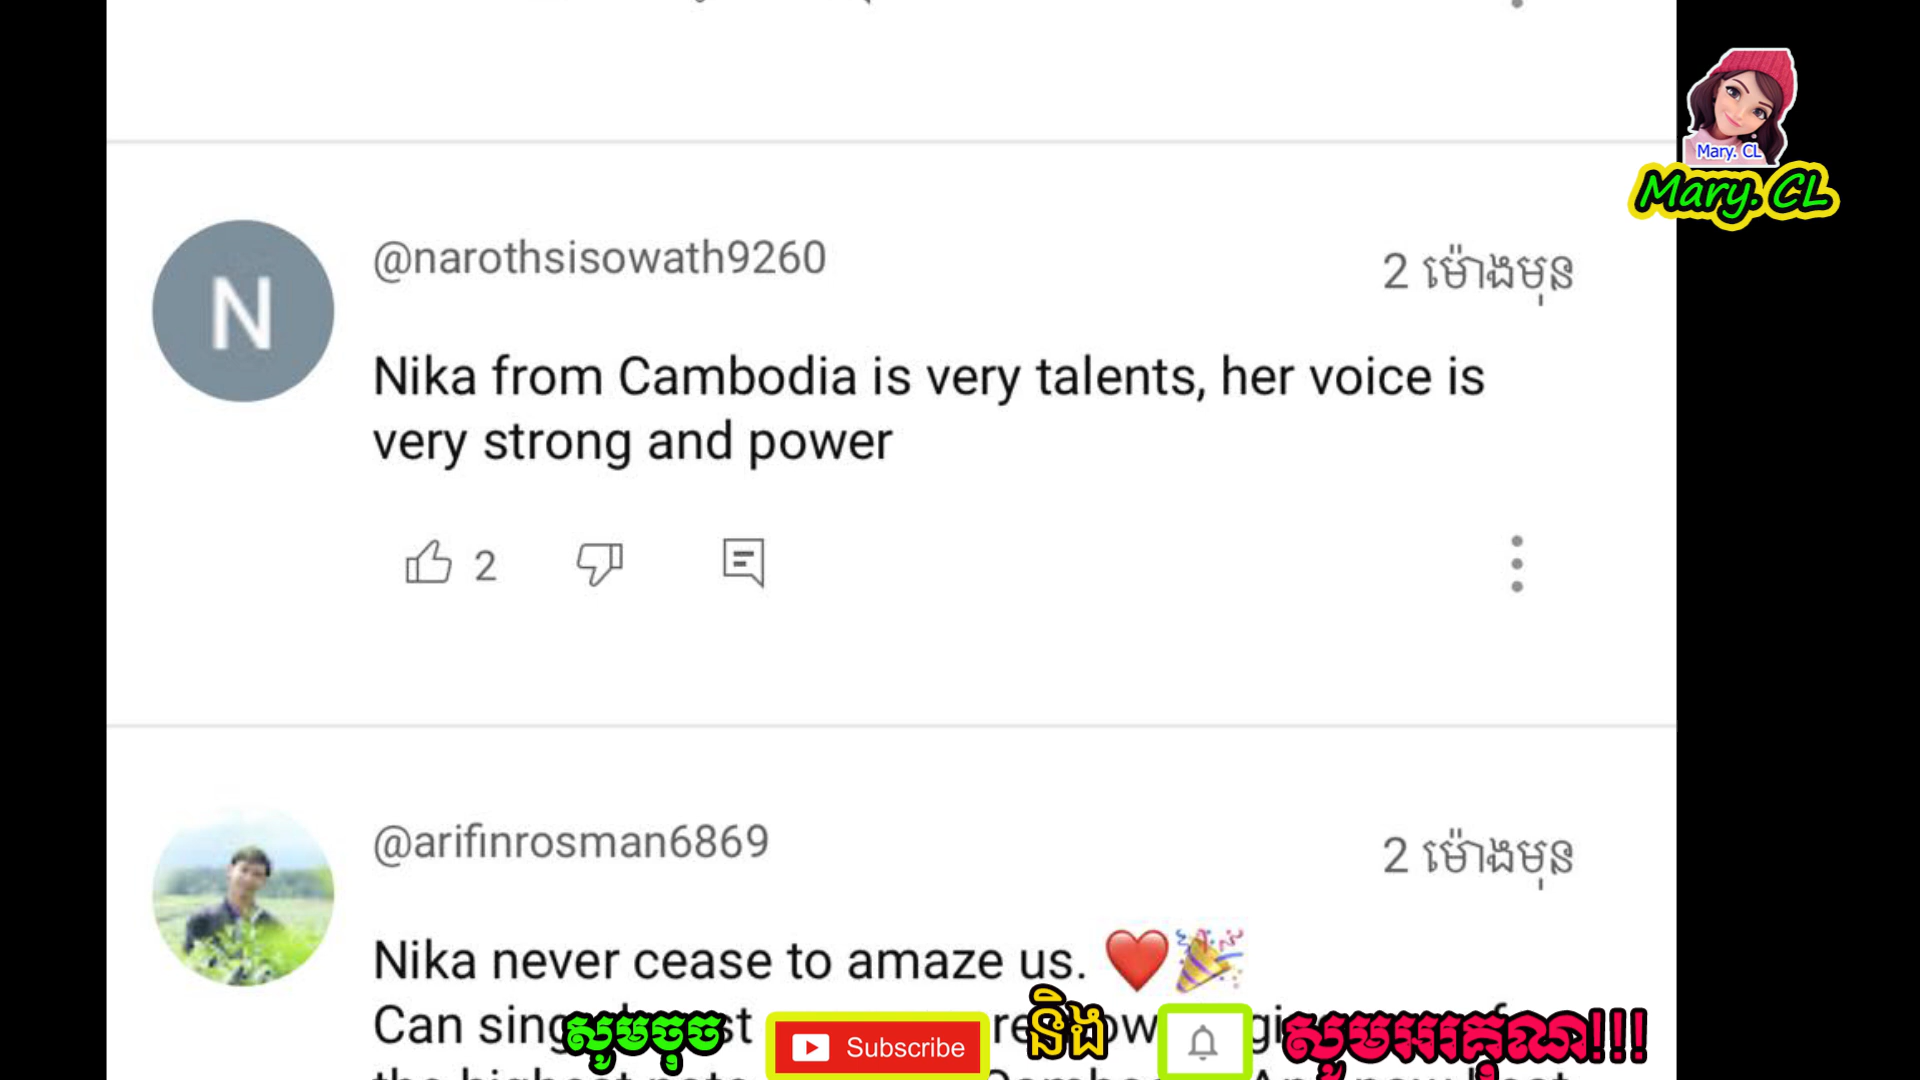 Mary. CL
Mary. CL
N
@narothsisowath9260
2 ម៉ោងមុន
Nika from Cambodia is very talents, her voice is
very strong and power
2
@arifinrosman6869
2 ម៉ោងមុន
Nika never cease to amaze us. ❤️🎉
Can sing
សូមចុច Subscribe និង សូមអរគុណ!!!